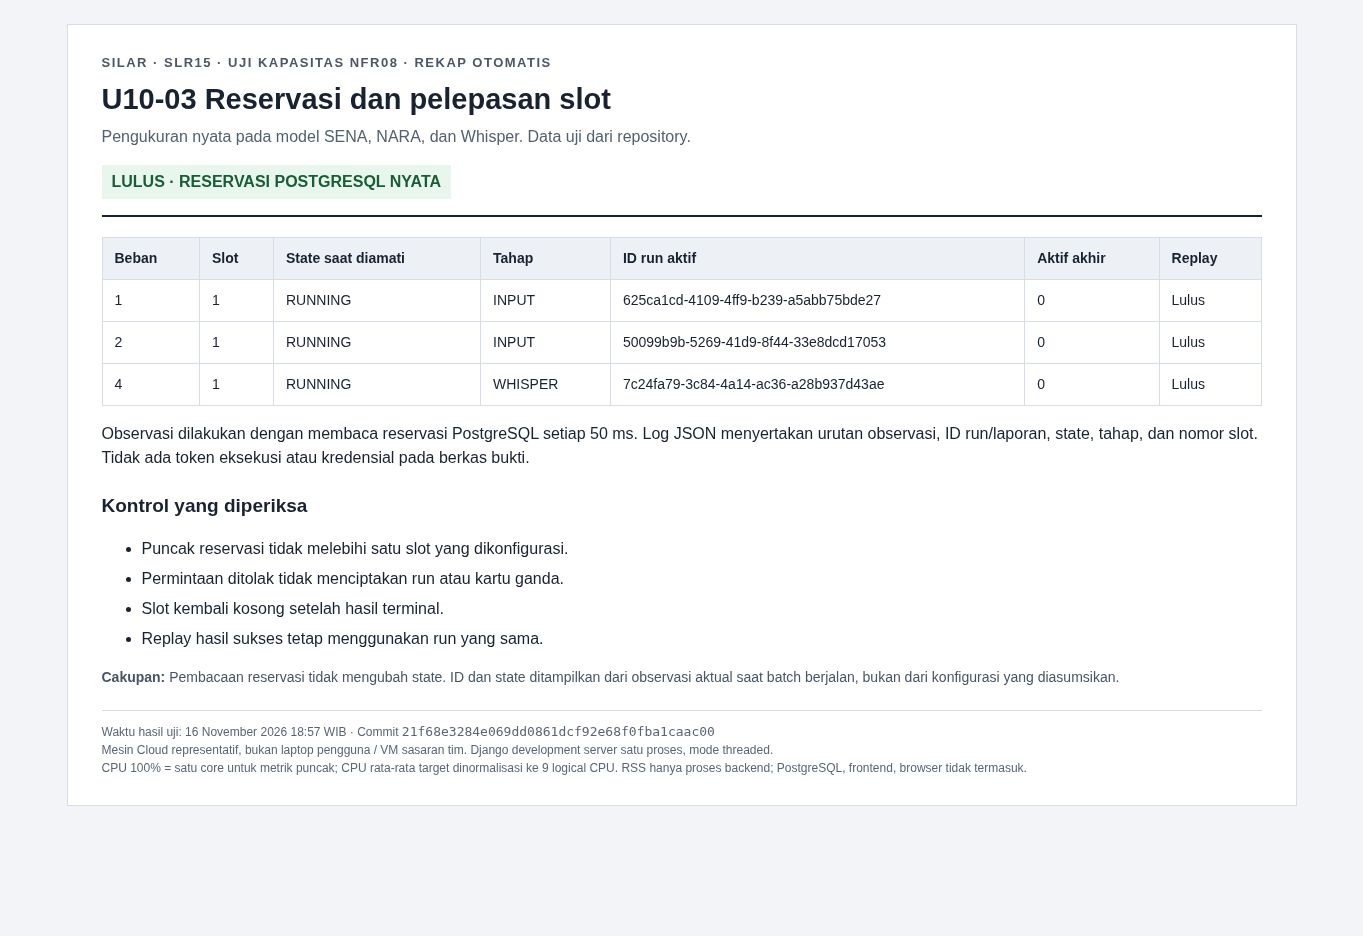 SILAR · SLR15 · UJI KAPASITAS NFR08 · REKAP OTOMATIS
U10-03 Reservasi dan pelepasan slot
Pengukuran nyata pada model SENA, NARA, dan Whisper. Data uji dari repository.
LULUS · RESERVASI POSTGRESQL NYATA
Beban Slot State saat diamati Tahap ID run aktif Aktif akhir Replay
1 1 RUNNING INPUT 625ca1cd-4109-4ff9-b239-a5abb75bde27 0 Lulus
2 1 RUNNING INPUT 50099b9b-5269-41d9-8f44-33e8dcd17053 0 Lulus
4 1 RUNNING WHISPER 7c24fa79-3c84-4a14-ac36-a28b937d43ae 0 Lulus
Observasi dilakukan dengan membaca reservasi PostgreSQL setiap 50 ms. Log JSON menyertakan urutan observasi, ID run/laporan, state, tahap, dan nomor slot.
Tidak ada token eksekusi atau kredensial pada berkas bukti.
Kontrol yang diperiksa
• Puncak reservasi tidak melebihi satu slot yang dikonfigurasi.
• Permintaan ditolak tidak menciptakan run atau kartu ganda.
• Slot kembali kosong setelah hasil terminal.
• Replay hasil sukses tetap menggunakan run yang sama.
Cakupan: Pembacaan reservasi tidak mengubah state. ID dan state ditampilkan dari observasi aktual saat batch berjalan, bukan dari konfigurasi yang diasumsikan.
Waktu hasil uji: 16 November 2026 18:57 WIB · Commit 21f68e3284e069dd0861dcf92e68f0fba1caac00
Mesin Cloud representatif, bukan laptop pengguna / VM sasaran tim. Django development server satu proses, mode threaded.
CPU 100% = satu core untuk metrik puncak; CPU rata-rata target dinormalisasi ke 9 logical CPU. RSS hanya proses backend; PostgreSQL, frontend, browser tidak termasuk.